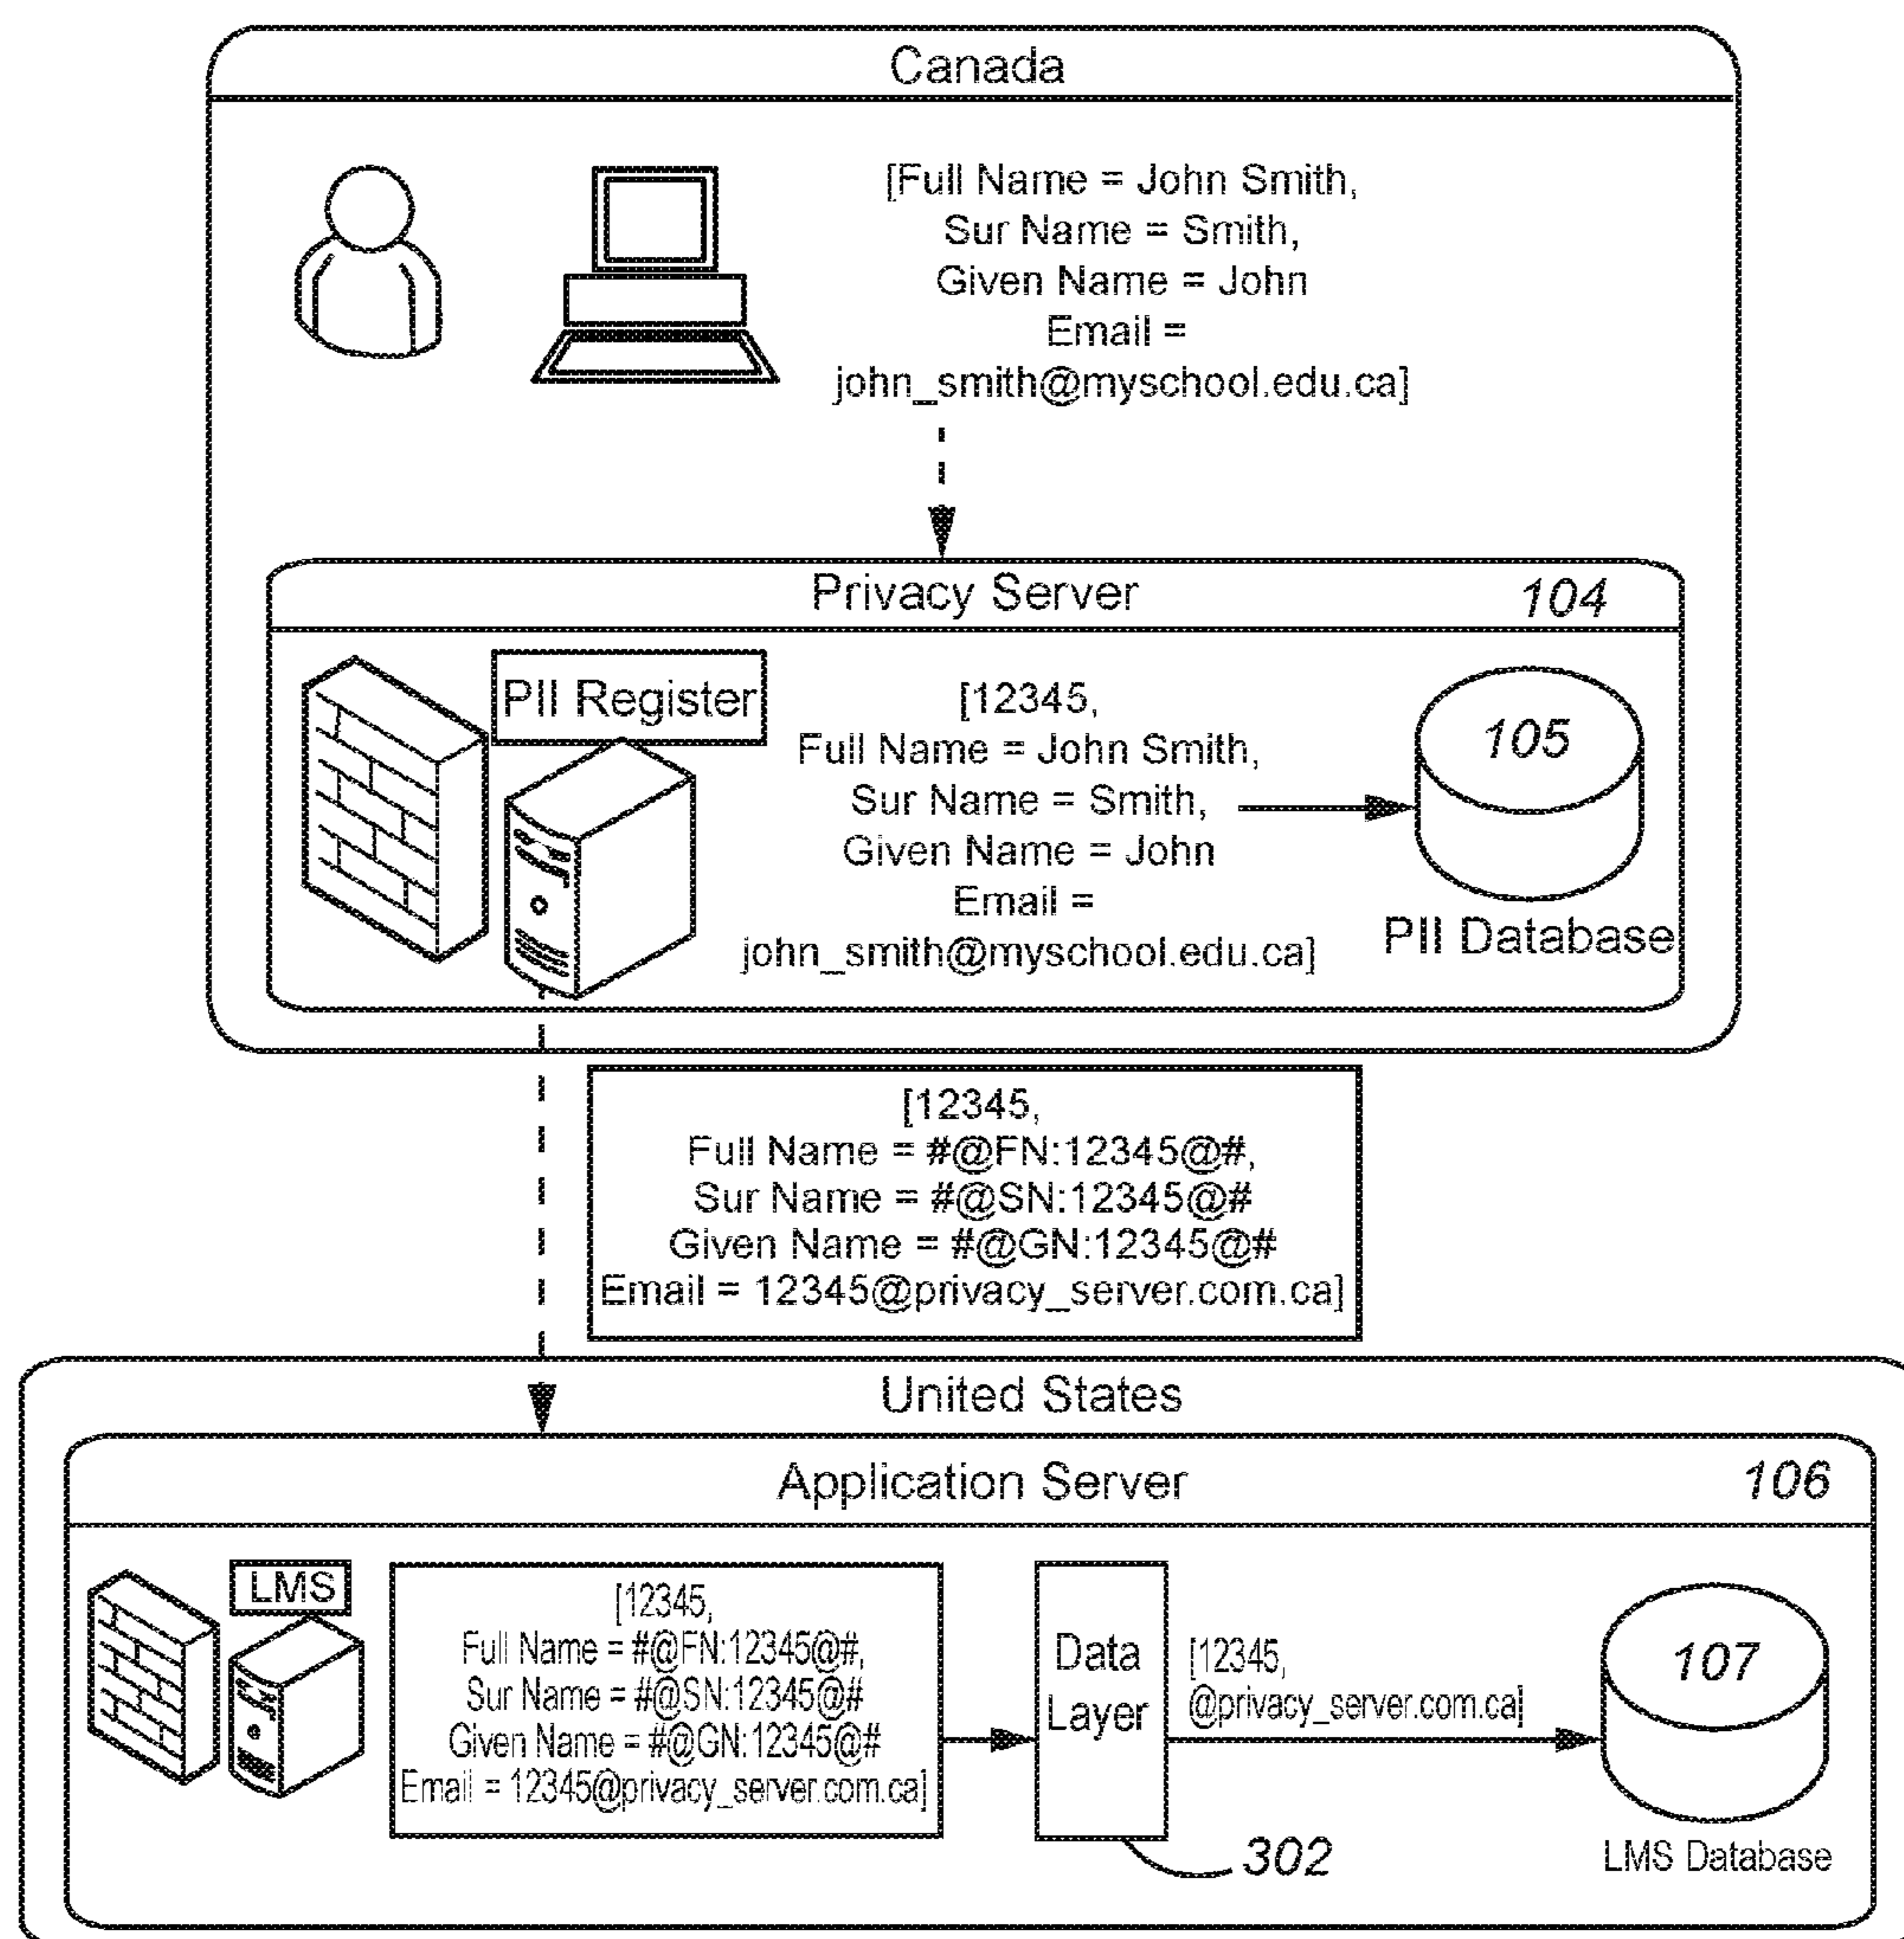 Canada
[Full Name = John Smith,
Sur Name = Smith,
Given Name = John
Email =
john_smith@myschool.edu.ca]
Privacy Server
104
PII Register
[12345,
Full Name = John Smith,
Sur Name = Smith,
Given Name = John
Email =
john_smith@myschool.edu.ca]
105
PII Database
[12345,
Full Name = #@FN:12345@#,
Sur Name = #@SN:12345@#
Given Name = #@GN:12345@#
Email = 12345@privacy_server.com.ca]
United States
Application Server
106
LMS
[12345,
Full Name = #@FN:12345@#,
Sur Name = #@SN:12345@#
Given Name = #@GN:12345@#
Email = 12345@privacy_server.com.ca]
Data
Layer
302
[12345,
@privacy_server.com.ca]
107
LMS Database